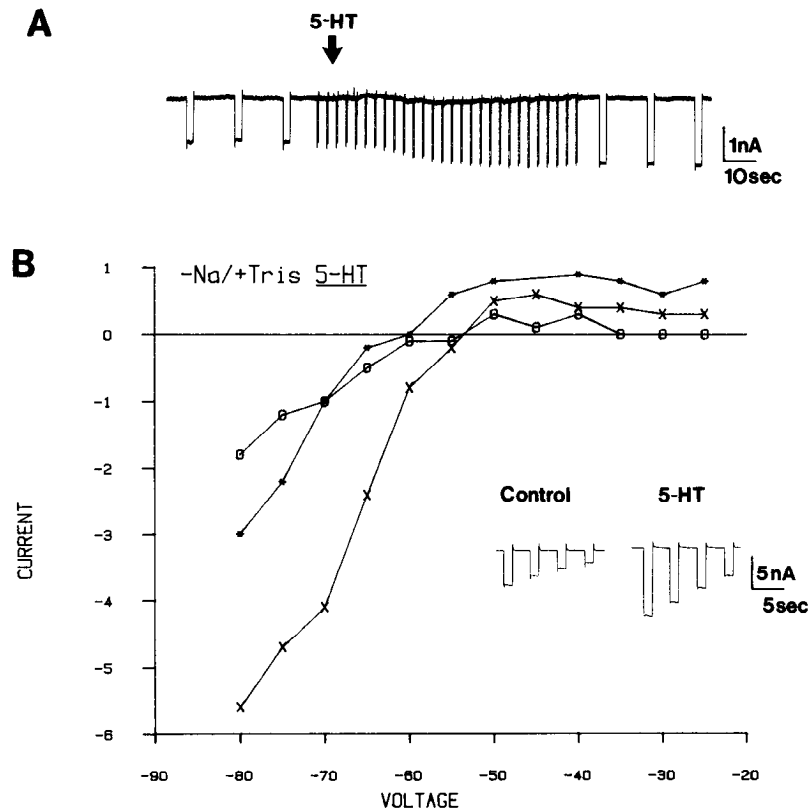 A
5-HT
1nA
10sec
B
-Na/+Tris 5-HT
1
0
-1
-2
-3
-4
-5
-6
CURRENT
Control
5-HT
5nA
5sec
-90
-80
-70
-60
-50
-40
-30
-20
VOLTAGE